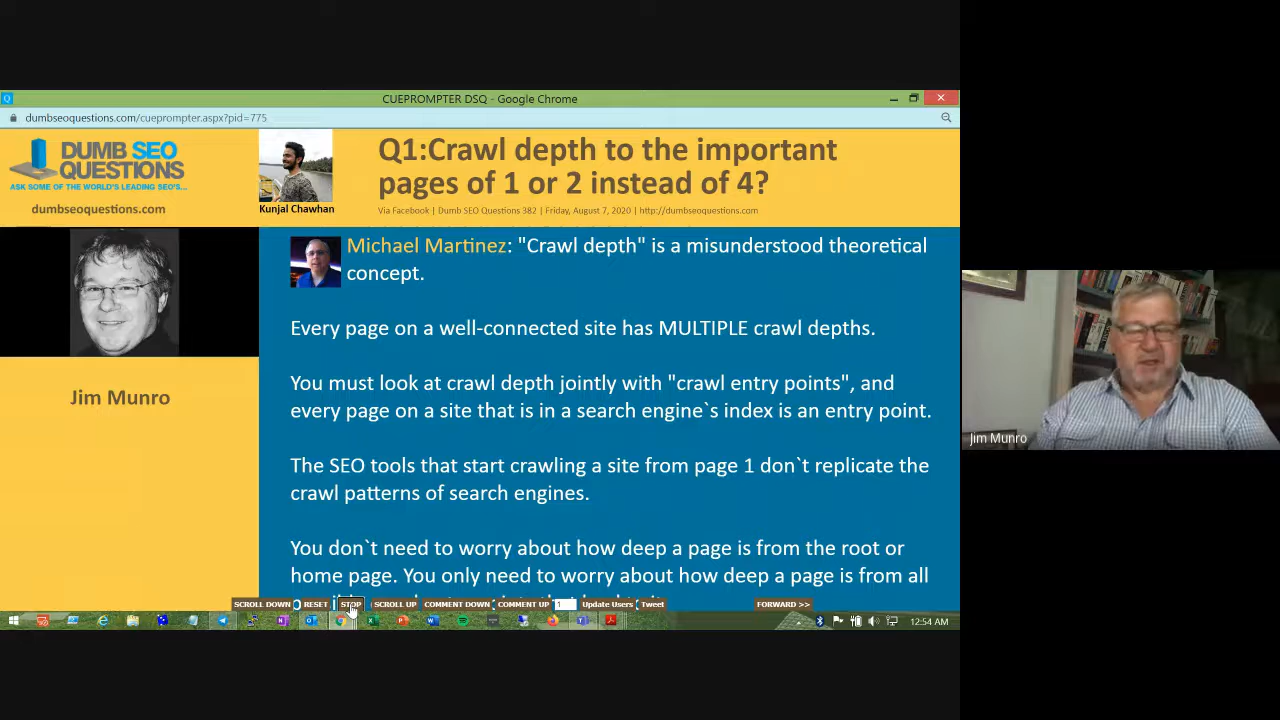 CUEPROMPTER DSQ - Google Chrome
dumbseoquestions.com/cueprompter.aspx?pid=775
DUMB SEO
QUESTIONS
ASK SOME OF THE WORLD'S LEADING SEO'S...
dumbseoquestions.com
Kunjal Chawhan
Q1:Crawl depth to the important
pages of 1 or 2 instead of 4?
Via Facebook | Dumb SEO Questions 382 | Friday, August 7, 2020 | http://dumbseoquestions.com
Jim Munro
Michael Martinez: "Crawl depth" is a misunderstood theoretical
concept.
Every page on a well-connected site has MULTIPLE crawl depths.
You must look at crawl depth jointly with "crawl entry points", and
every page on a site that is in a search engine`s index is an entry point.
The SEO tools that start crawling a site from page 1 don`t replicate the
crawl patterns of search engines.
You don`t need to worry about how deep a page is from the root or
home page. You only need to worry about how deep a page is from all
SCROLL DOWN RESET STOP SCROLL UP COMMENT DOWN COMMENT UP 1 Update Users Tweet FORWARD >>
12:54 AM
Jim Munro